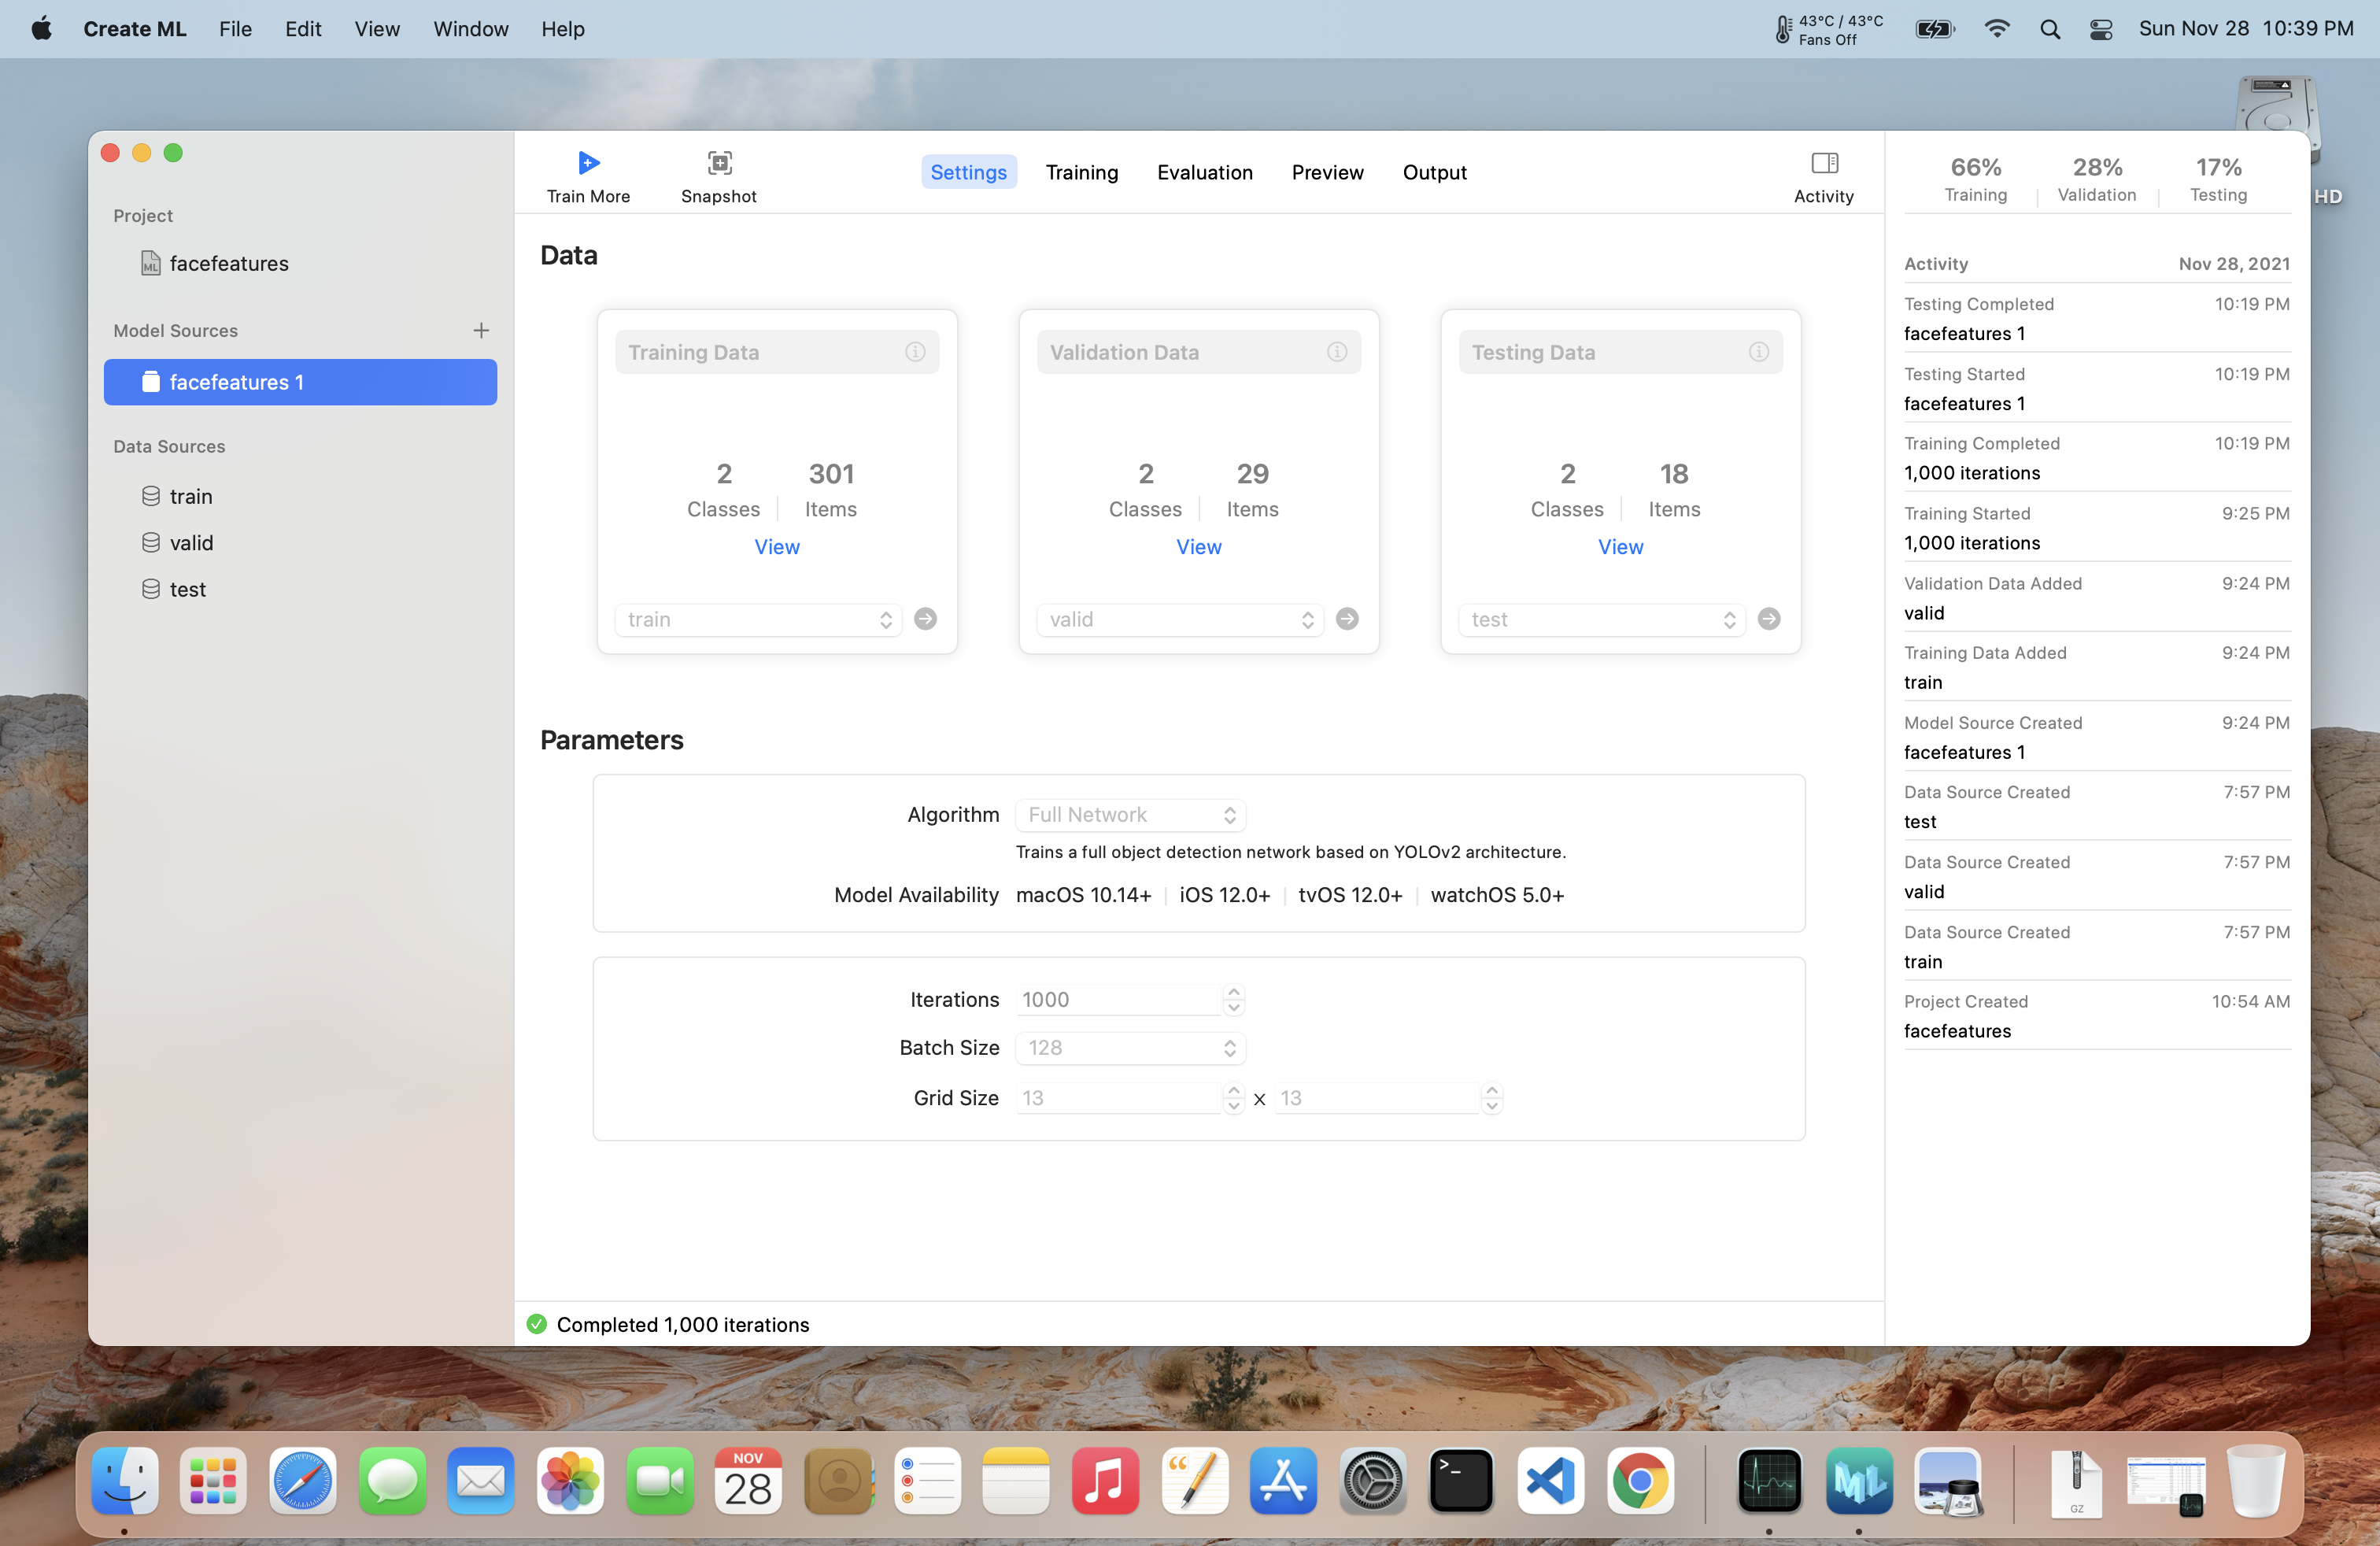 Create ML File Edit View Window Help
43°C / 43°C
Fans Off
Sun Nov 28 10:39 PM
HD
Project
facefeatures
Model Sources
facefeatures 1
Data Sources
train
valid
test
Train More
Snapshot
Settings Training Evaluation Preview Output
Activity
Data
Training Data
2 301
Classes Items
View
train
Validation Data
2 29
Classes Items
View
valid
Testing Data
2 18
Classes Items
View
test
Parameters
Algorithm Full Network
Trains a full object detection network based on YOLOv2 architecture.
Model Availability macOS 10.14+ iOS 12.0+ tvOS 12.0+ watchOS 5.0+
Iterations 1000
Batch Size 128
Grid Size 13 x 13
Completed 1,000 iterations
66% 28% 17%
Training Validation Testing
Activity Nov 28, 2021
Testing Completed 10:19 PM
facefeatures 1
Testing Started 10:19 PM
facefeatures 1
Training Completed 10:19 PM
1,000 iterations
Training Started 9:25 PM
1,000 iterations
Validation Data Added 9:24 PM
valid
Training Data Added 9:24 PM
train
Model Source Created 9:24 PM
facefeatures 1
Data Source Created 7:57 PM
test
Data Source Created 7:57 PM
valid
Data Source Created 7:57 PM
train
Project Created 10:54 AM
facefeatures
NOV
28
>_
ML
GZ